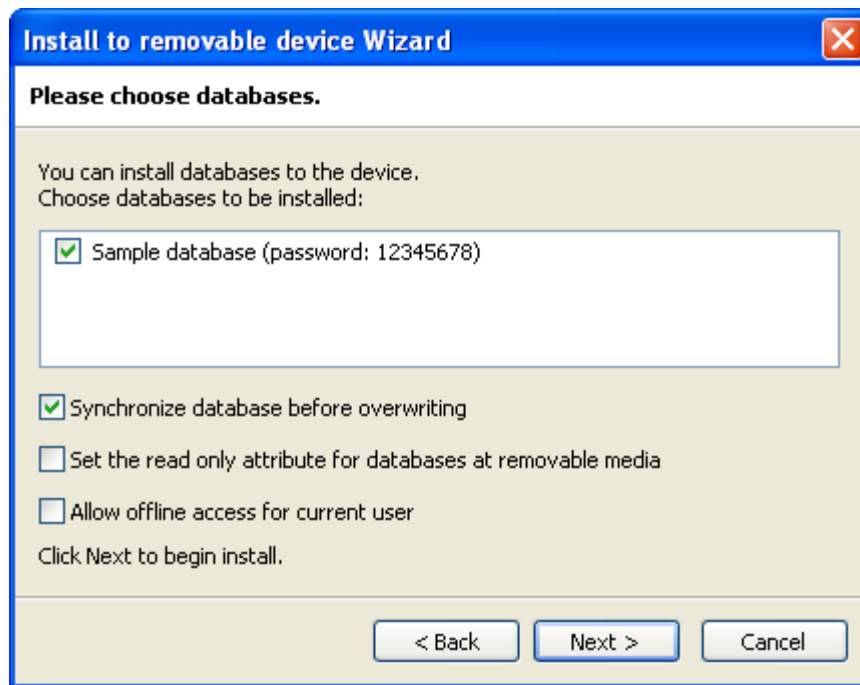 Install to removable device Wizard
Please choose databases.
You can install databases to the device.
Choose databases to be installed:
Sample database (password: 12345678)
Synchronize database before overwriting
Set the read only attribute for databases at removable media
Allow offline access for current user
Click Next to begin install.
< Back Next > Cancel